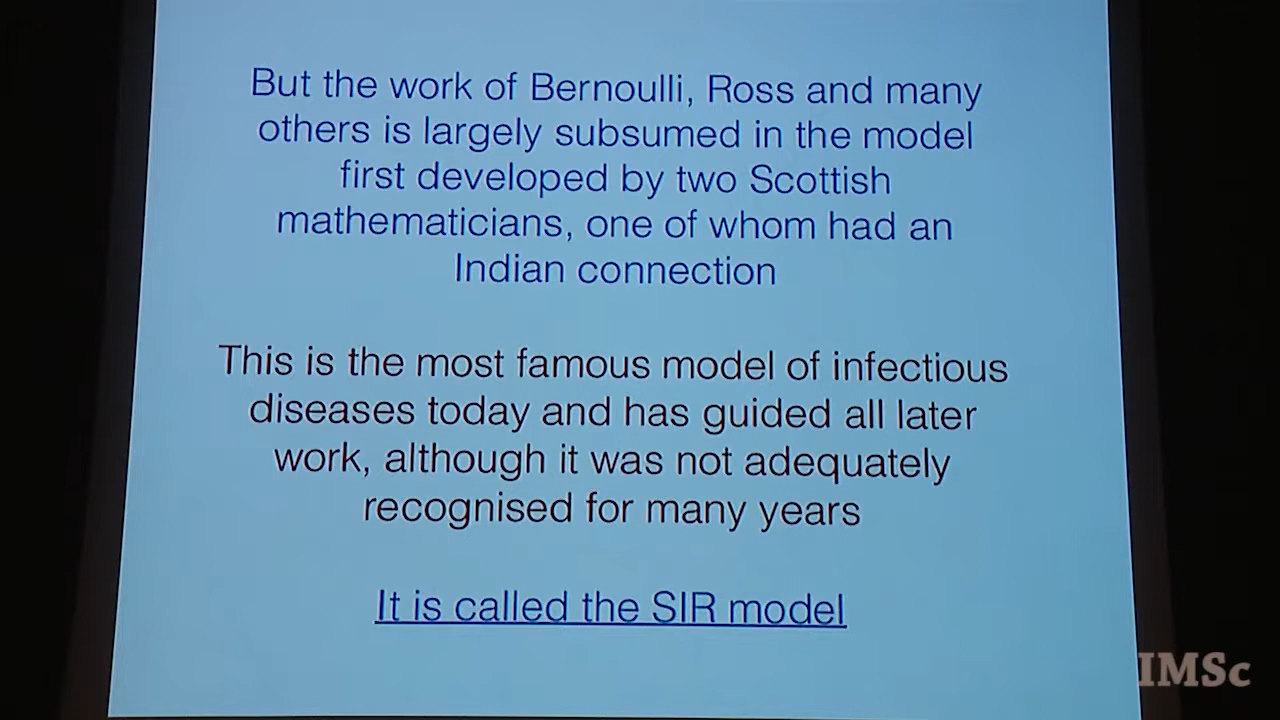 But the work of Bernoulli, Ross and many
others is largely subsumed in the model
first developed by two Scottish
mathematicians, one of whom had an
Indian connection
This is the most famous model of infectious
diseases today and has guided all later
work, although it was not adequately
recognised for many years
It is called the SIR model
IMSc